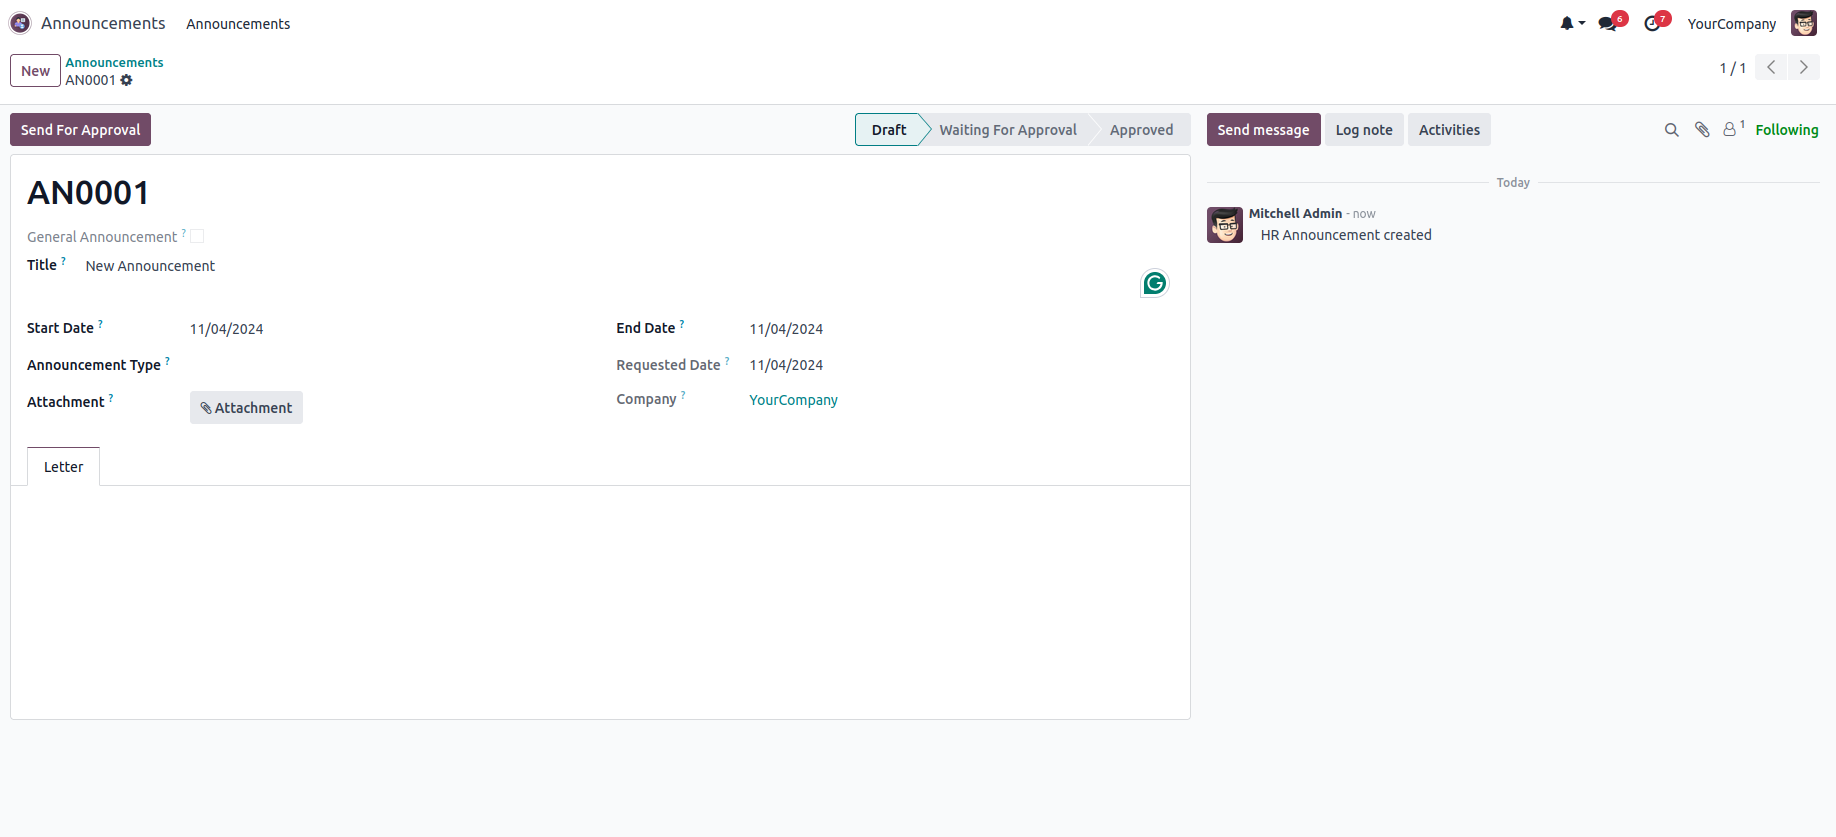 Announcements Announcements 6 7 YourCompany
New Announcements
AN0001 1 / 1
Send For Approval Draft Waiting For Approval Approved Send message Log note Activities 1 Following
AN0001
Today
General Announcement ?
Mitchell Admin - now
HR Announcement created
Title ? New Announcement
Start Date ? 11/04/2024 End Date ? 11/04/2024
Announcement Type ? Requested Date ? 11/04/2024
Attachment ? Attachment Company ? YourCompany
Letter